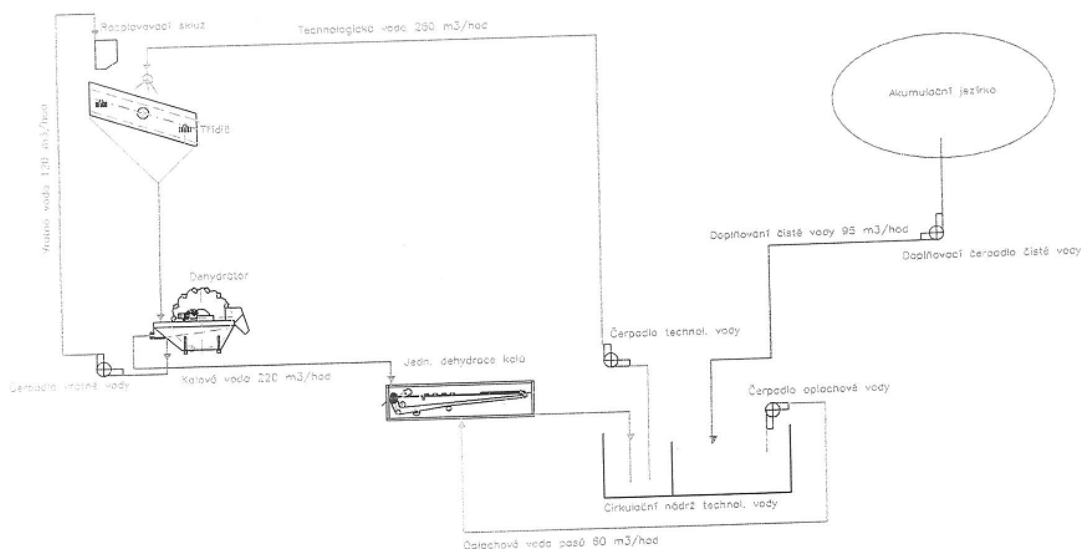 Rozplavovací skluz
Technologická voda 260 m3/hod
Akumulační jezírko
Třídič
Vratná voda 120 m3/hod
Doplňování čisté vody 95 m3/hod
Doplňovací čerpadlo čisté vody
Dehydrátor
Čerpadlo technol. vody
Jedn. dehydrace kalů
Čerpadlo vratné vody
Kalová voda 220 m3/hod
Čerpadlo oplachové vody
Cirkulační nádrž technol. vody
Oplachová voda pasů 60 m3/hod